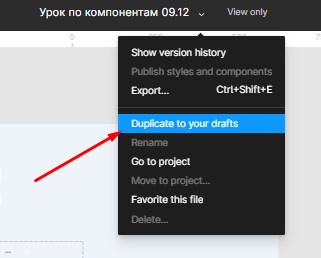 Урок по компонентам 09.12 View only
0
Show version history
Publish styles and components
Export... Ctrl+Shift+E
Duplicate to your drafts
Rename
Go to project
Move to project...
Favorite this file
Delete...